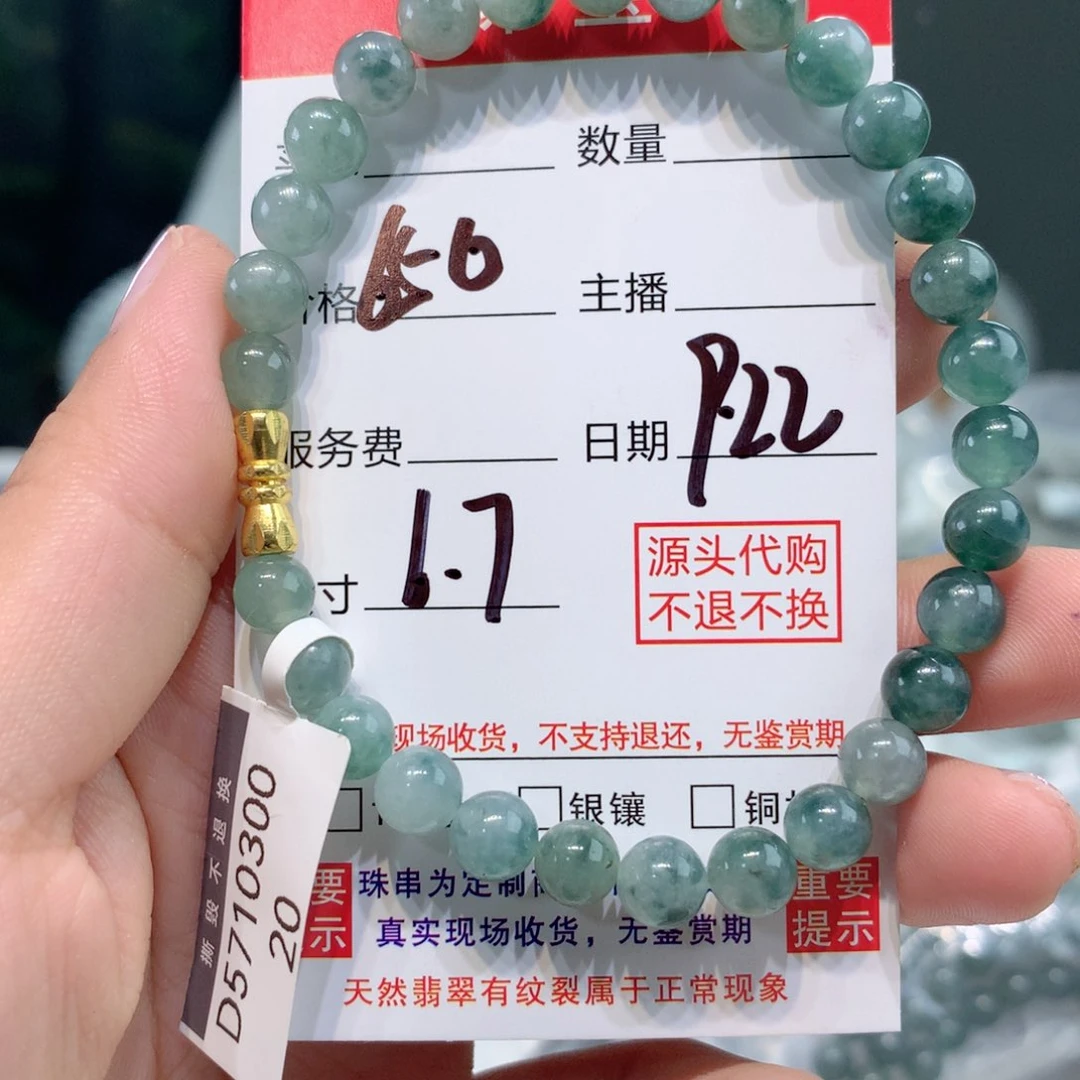 数量
格
主播
服务费
日期
寸 6.7
源头代购
不退不换
现场收货，不支持退还，无鉴赏期
银镶
铜
要
示
珠串为定制
重要
提示
真实现场收货，无鉴赏期
天然翡翠有纹裂属于正常现象
撕毁不退换
D5710300
20